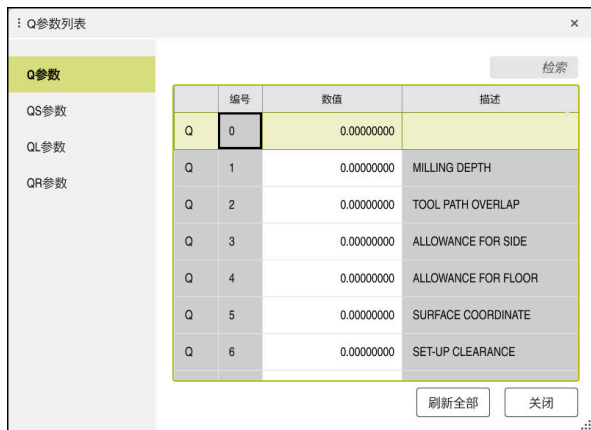 Q参数列表 ×
Q参数
QS参数
QL参数
QR参数
检索
编号 数值 描述
Q 0 0.00000000
Q 1 0.00000000 MILLING DEPTH
Q 2 0.00000000 TOOL PATH OVERLAP
Q 3 0.00000000 ALLOWANCE FOR SIDE
Q 4 0.00000000 ALLOWANCE FOR FLOOR
Q 5 0.00000000 SURFACE COORDINATE
Q 6 0.00000000 SET-UP CLEARANCE
刷新全部 关闭